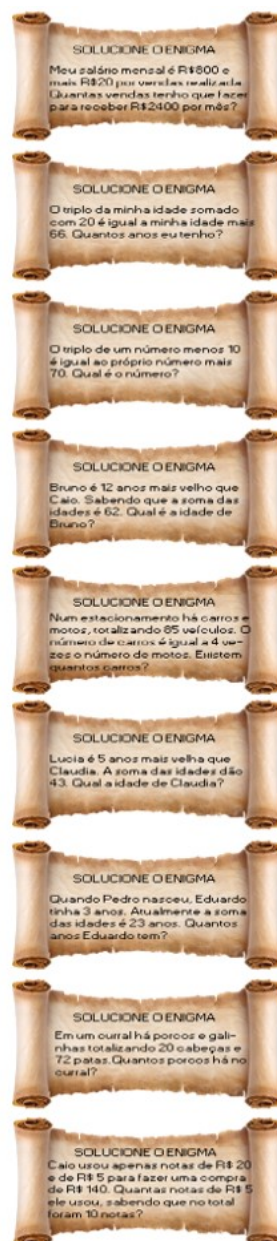 SOLUCIONE O ENIGMA
Meu salário mensal é R$800 e
mais R$20 por vendas realizada.
Quantas vendas tenho que fazer
para receber R$2400 por mês?
SOLUCIONE O ENIGMA
O triplo da minha idade somado
com 20 é igual a minha idade mais
66. Quantos anos eu tenho?
SOLUCIONE O ENIGMA
O triplo de um número menos 10
é igual ao próprio número mais
70. Qual é o número?
SOLUCIONE O ENIGMA
Bruno é 12 anos mais velho que
Caio. Sabendo que a soma das
idades é 62. Qual é a idade de
Bruno?
SOLUCIONE O ENIGMA
Num estacionamento há carros e
motos, totalizando 85 veículos. O
número de carros é igual a 4 ve-
zes o número de motos. Existem
quantos carros?
SOLUCIONE O ENIGMA
Lucia é 5 anos mais velha que
Claudia. A soma das idades dão
43. Qual a idade de Claudia?
SOLUCIONE O ENIGMA
Quando Pedro nasceu, Eduardo
tinha 3 anos. Atualmente a soma
das idades é 23 anos. Quantos
anos Eduardo tem?
SOLUCIONE O ENIGMA
Em um curral há porcos e gali-
nhas totalizando 20 cabeças e
72 patas. Quantos porcos há no
curral?
SOLUCIONE O ENIGMA
Caio usou apenas notas de R$ 20
e de R$ 5 para fazer uma compra
de R$ 140. Quantas notas de R$ 5
ele usou, sabendo que no total
foram 10 notas?